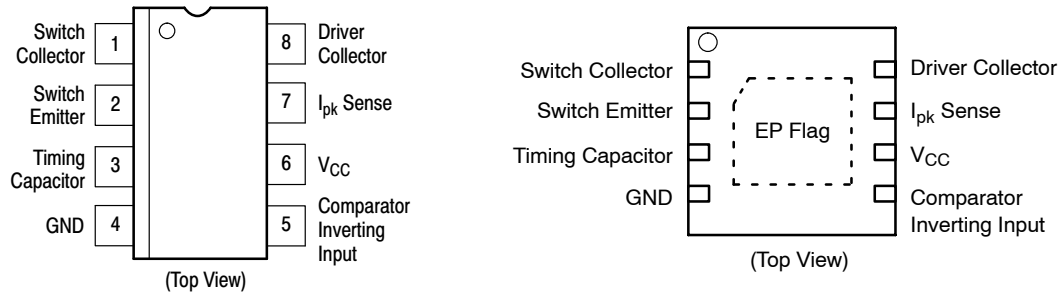 Switch
Collector
1
8
Driver
Collector
Switch
Emitter
2
7
Ipk Sense
Timing
Capacitor
3
6
VCC
GND
4
5
Comparator
Inverting
Input
(Top View)
Switch Collector
Driver Collector
Switch Emitter
Ipk Sense
EP Flag
Timing Capacitor
VCC
GND
Comparator
Inverting Input
(Top View)